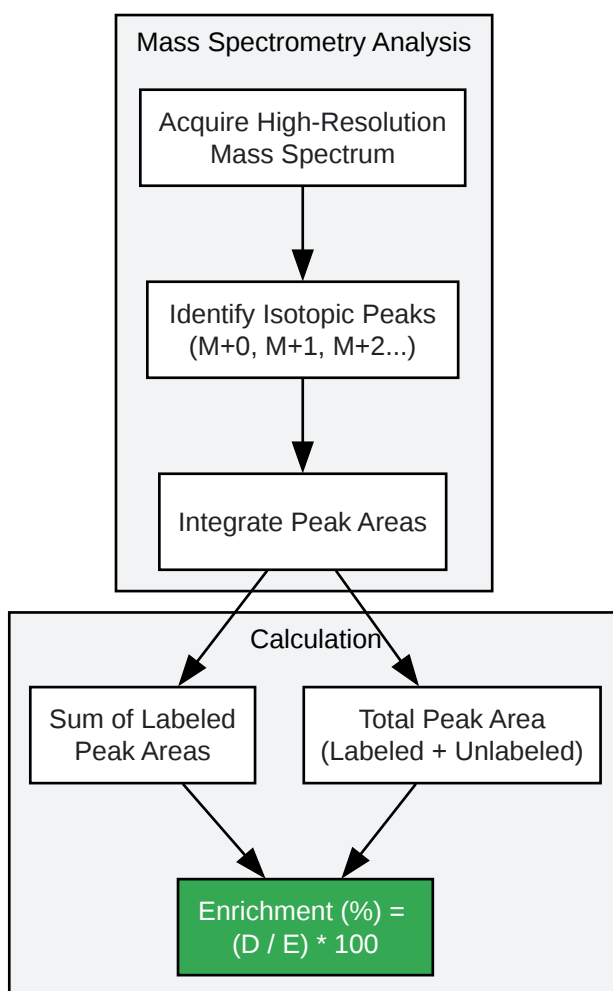 Mass Spectrometry Analysis
Acquire High-Resolution
Mass Spectrum
Identify Isotopic Peaks
(M+0, M+1, M+2...)
Integrate Peak Areas
Calculation
Sum of Labeled
Peak Areas
Total Peak Area
(Labeled + Unlabeled)
Enrichment (%) =
(D / E) * 100